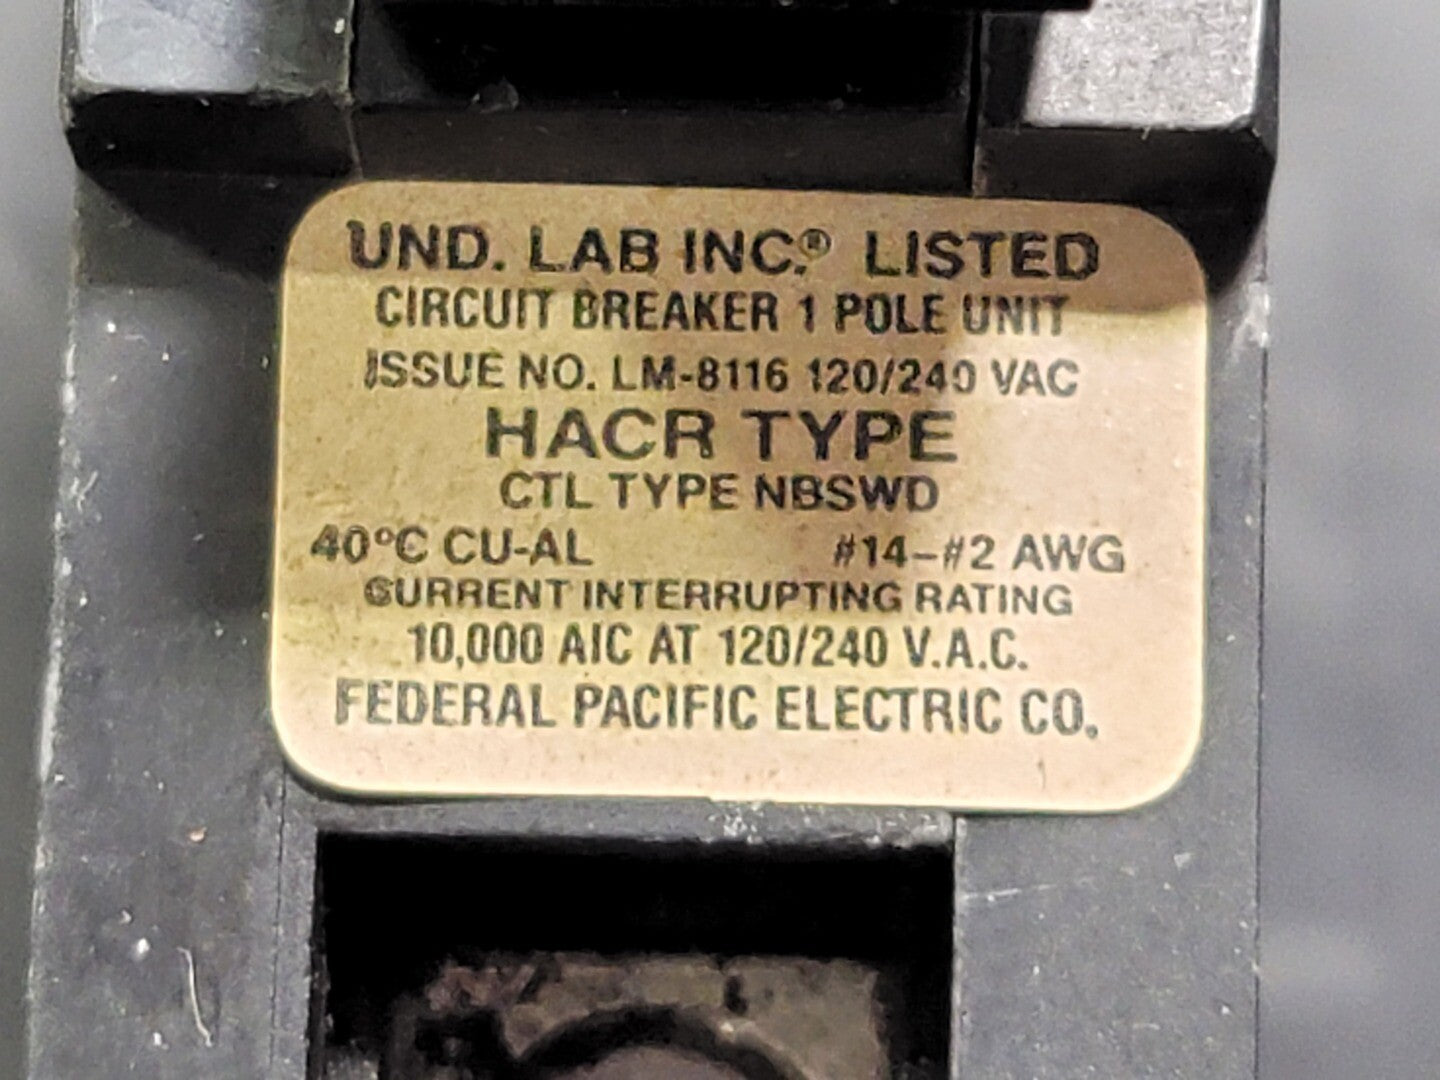 UND. LAB INC.® LISTED
CIRCUIT BREAKER 1 POLE UNIT
ISSUE NO. LM-8116 120/240 VAC
HACR TYPE
CTL TYPE NBSWD
40°C CU-AL #14-#2 AWG
CURRENT INTERRUPTING RATING
10,000 AIC AT 120/240 V.A.C.
FEDERAL PACIFIC ELECTRIC CO.